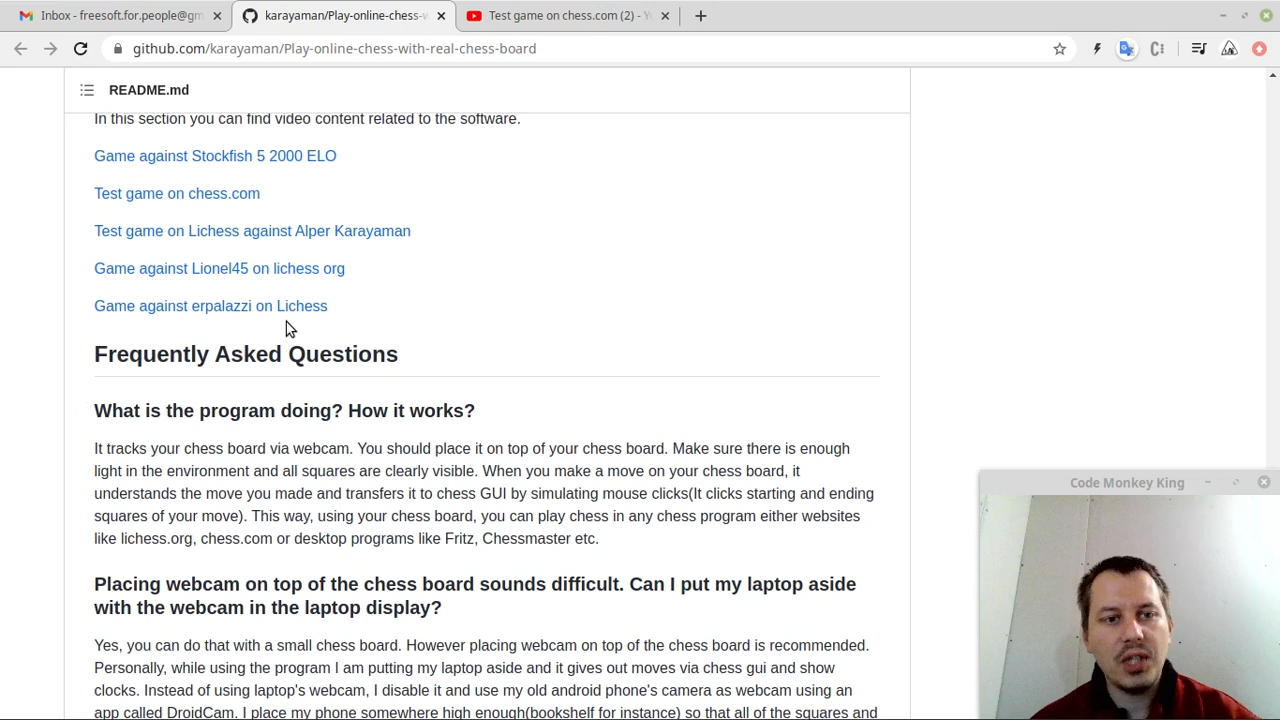 Inbox - freesoft.for.people@gm
karayaman/Play-online-chess-w
Test game on chess.com (2) - Yo
github.com/karayaman/Play-online-chess-with-real-chess-board
README.md
In this section you can find video content related to the software.
Game against Stockfish 5 2000 ELO
Test game on chess.com
Test game on Lichess against Alper Karayaman
Game against Lionel45 on lichess org
Game against erpalazzi on Lichess
Frequently Asked Questions
What is the program doing? How it works?
It tracks your chess board via webcam. You should place it on top of your chess board. Make sure there is enough
light in the environment and all squares are clearly visible. When you make a move on your chess board, it
understands the move you made and transfers it to chess GUI by simulating mouse clicks(It clicks starting and ending
squares of your move). This way, using your chess board, you can play chess in any chess program either websites
like lichess.org, chess.com or desktop programs like Fritz, Chessmaster etc.
Placing webcam on top of the chess board sounds difficult. Can I put my laptop aside
with the webcam in the laptop display?
Yes, you can do that with a small chess board. However placing webcam on top of the chess board is recommended.
Personally, while using the program I am putting my laptop aside and it gives out moves via chess gui and show
clocks. Instead of using laptop's webcam, I disable it and use my old android phone's camera as webcam using an
app called DroidCam. I place my phone somewhere high enough(bookshelf for instance) so that all of the squares and
Code Monkey King